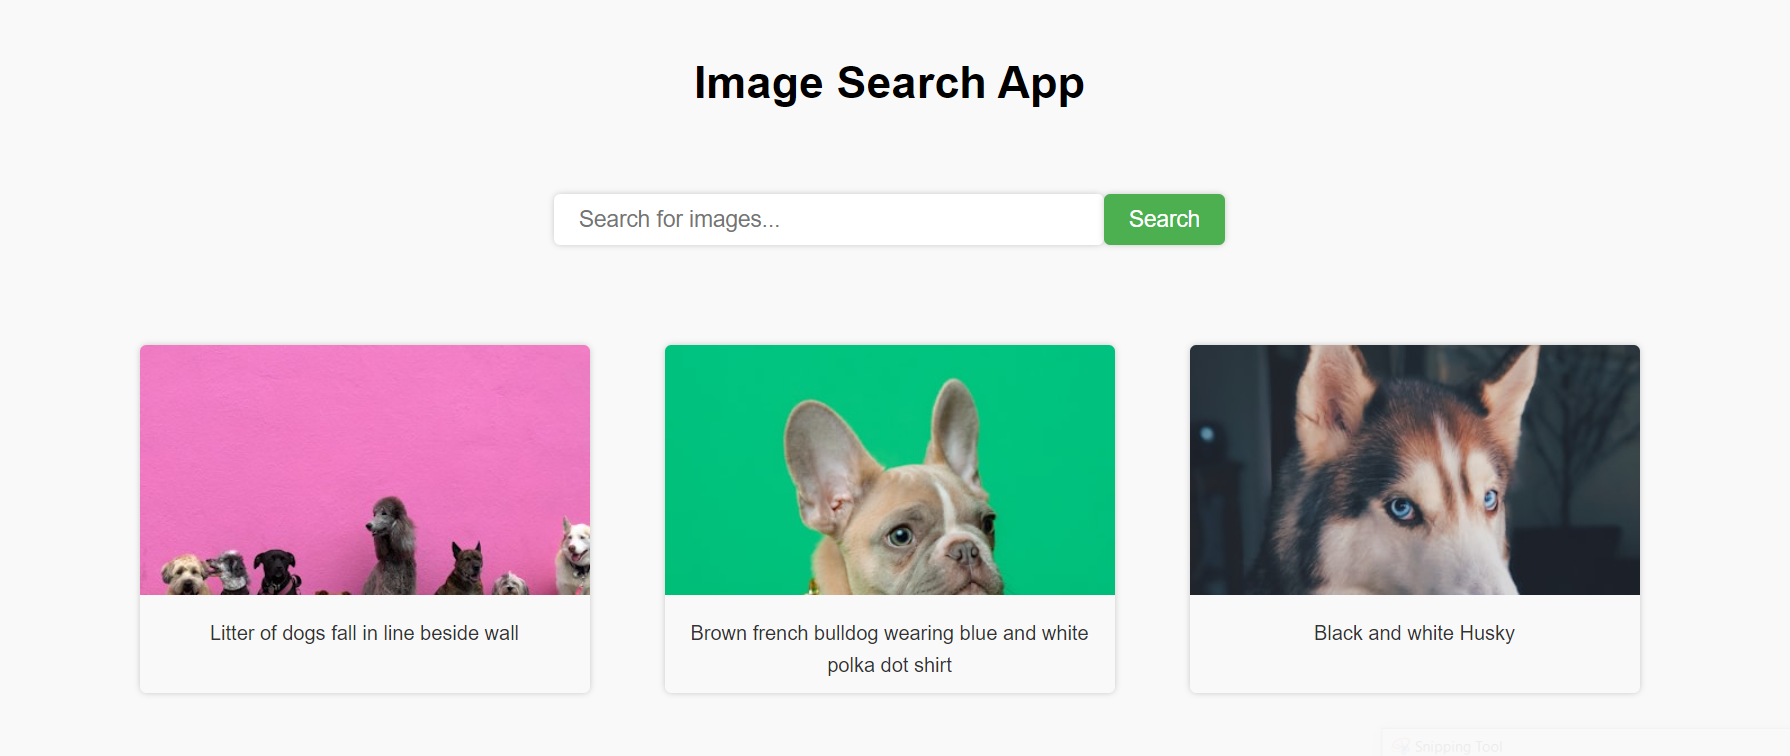 Image Search App
Search for images...
Search
Litter of dogs fall in line beside wall
Brown french bulldog wearing blue and white
polka dot shirt
Black and white Husky
Snipping Tool